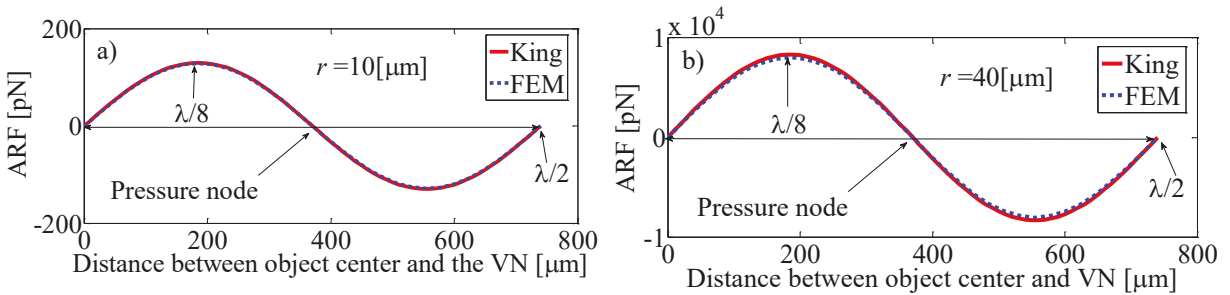 a)
200
0
-200
ARF [pN]
King
FEM
r =10[μm]
λ/8
Pressure node
λ/2
0 200 400 600 800
Distance between object center and the VN [μm]
b)
x 10^4
1
0
-1
ARF [pN]
King
FEM
r =40[μm]
λ/8
Pressure node
λ/2
0 200 400 600 800
Distance between object center and VN [μm]